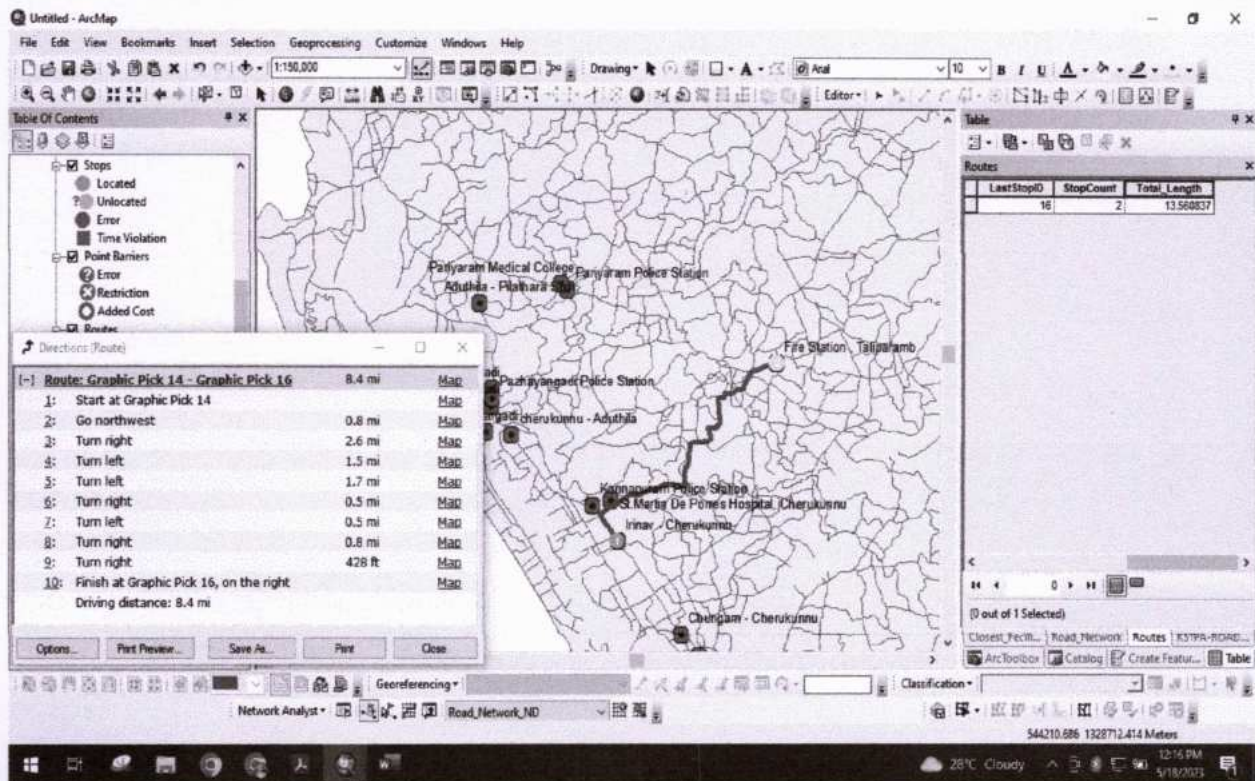 Untitled - ArcMap
File Edit View Bookmarks Insert Selection Geoprocessing Customize Windows Help
1:150,000
Drawing
Arial
10
B I U A
Editor
Table Of Contents
Stops
Located
Unlocated
Error
Time Violation
Point Barriers
Error
Restriction
Added Cost
Routes
Directions (Route)
[-] Route: Graphic Pick 14 - Graphic Pick 16 8.4 mi Map
1: Start at Graphic Pick 14 Map
2: Go northwest 0.8 mi Map
3: Turn right 2.6 mi Map
4: Turn left 1.5 mi Map
5: Turn left 1.7 mi Map
6: Turn right 0.5 mi Map
7: Turn left 0.5 mi Map
8: Turn right 0.8 mi Map
9: Turn right 428 ft Map
10: Finish at Graphic Pick 16, on the right Map
Driving distance: 8.4 mi
Options... Print Preview... Save As... Print Close
Pariyaram Medical College
Pariyaram Police Station
Aduthila - Pilathara
Fire Station - Taliparamb
Pazhayangadi Police Station
cherukunnu - Aduthila
Kannapuram Police Station
St.Martin De Porres Hospital, Cherukunnu
Irinav - Cherukunnu
Chengam - Cherukunnu
Table
Routes
LastStopID StopCount Total_Length
16 2 13.560837
0
(0 out of 1 Selected)
Closest_Facili... Road_Network Routes KSTPA-ROAD...
ArcToolbox Catalog Create Featur... Table
Georeferencing
Classification
Network Analyst
Road_Network_ND
544210.686 1328712.414 Meters
28°C Cloudy
12:16 PM
5/18/2023